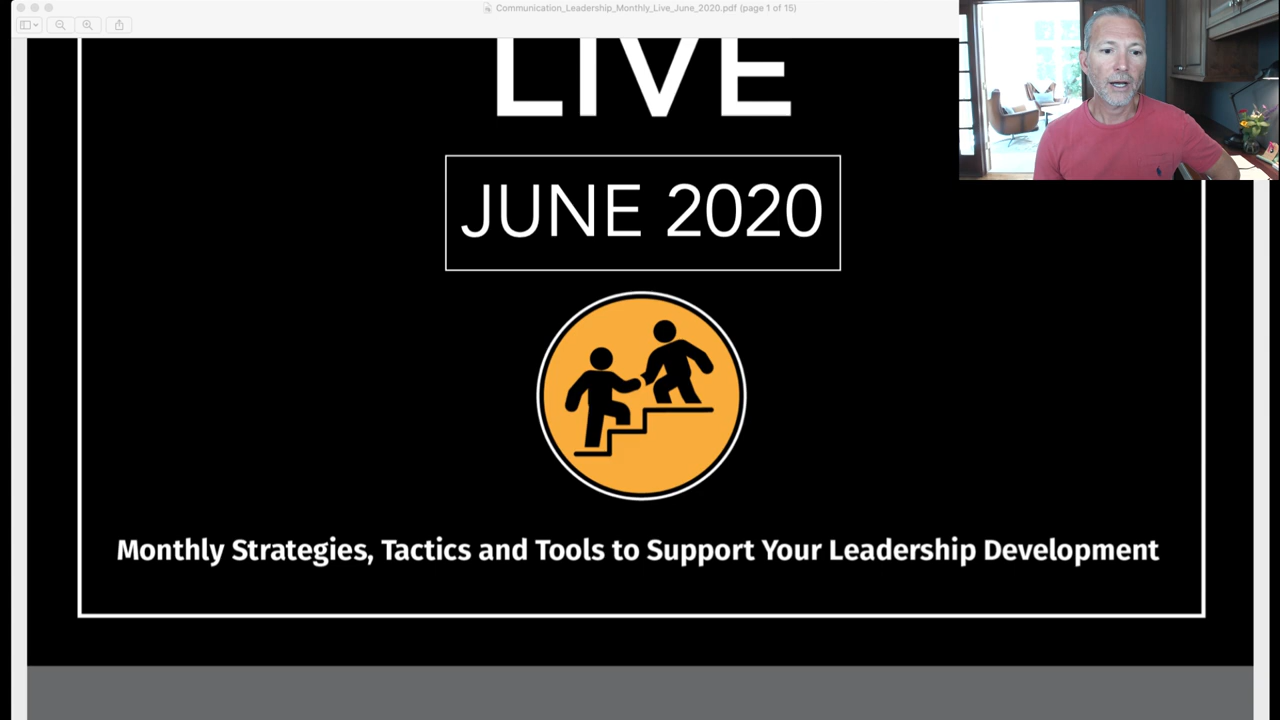 Communication_Leadership_Monthly_Live_June_2020.pdf (page 1 of 15)
LIVE
JUNE 2020
Monthly Strategies, Tactics and Tools to Support Your Leadership Development